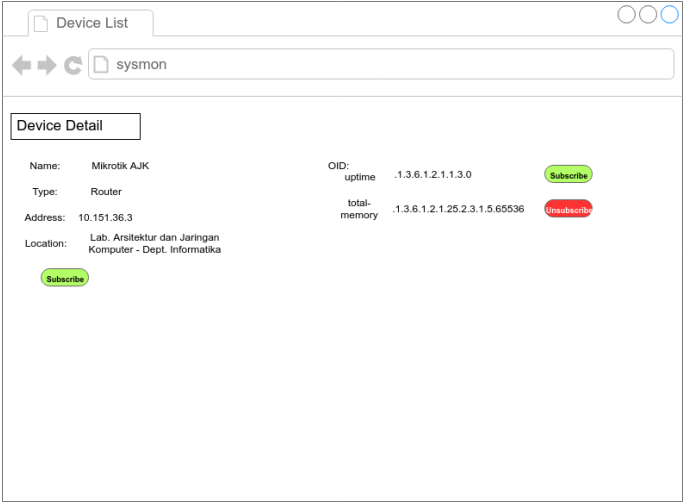 Device List
sysmon
Device Detail
Name: Mikrotik AJK
Type: Router
Address: 10.151.36.3
Location: Lab. Arsitektur dan Jaringan
Komputer - Dept. Informatika
Subscribe
OID:
uptime .1.3.6.1.2.1.1.3.0 Subscribe
total-
memory .1.3.6.1.2.1.25.2.3.1.5.65536 Unsubscribe